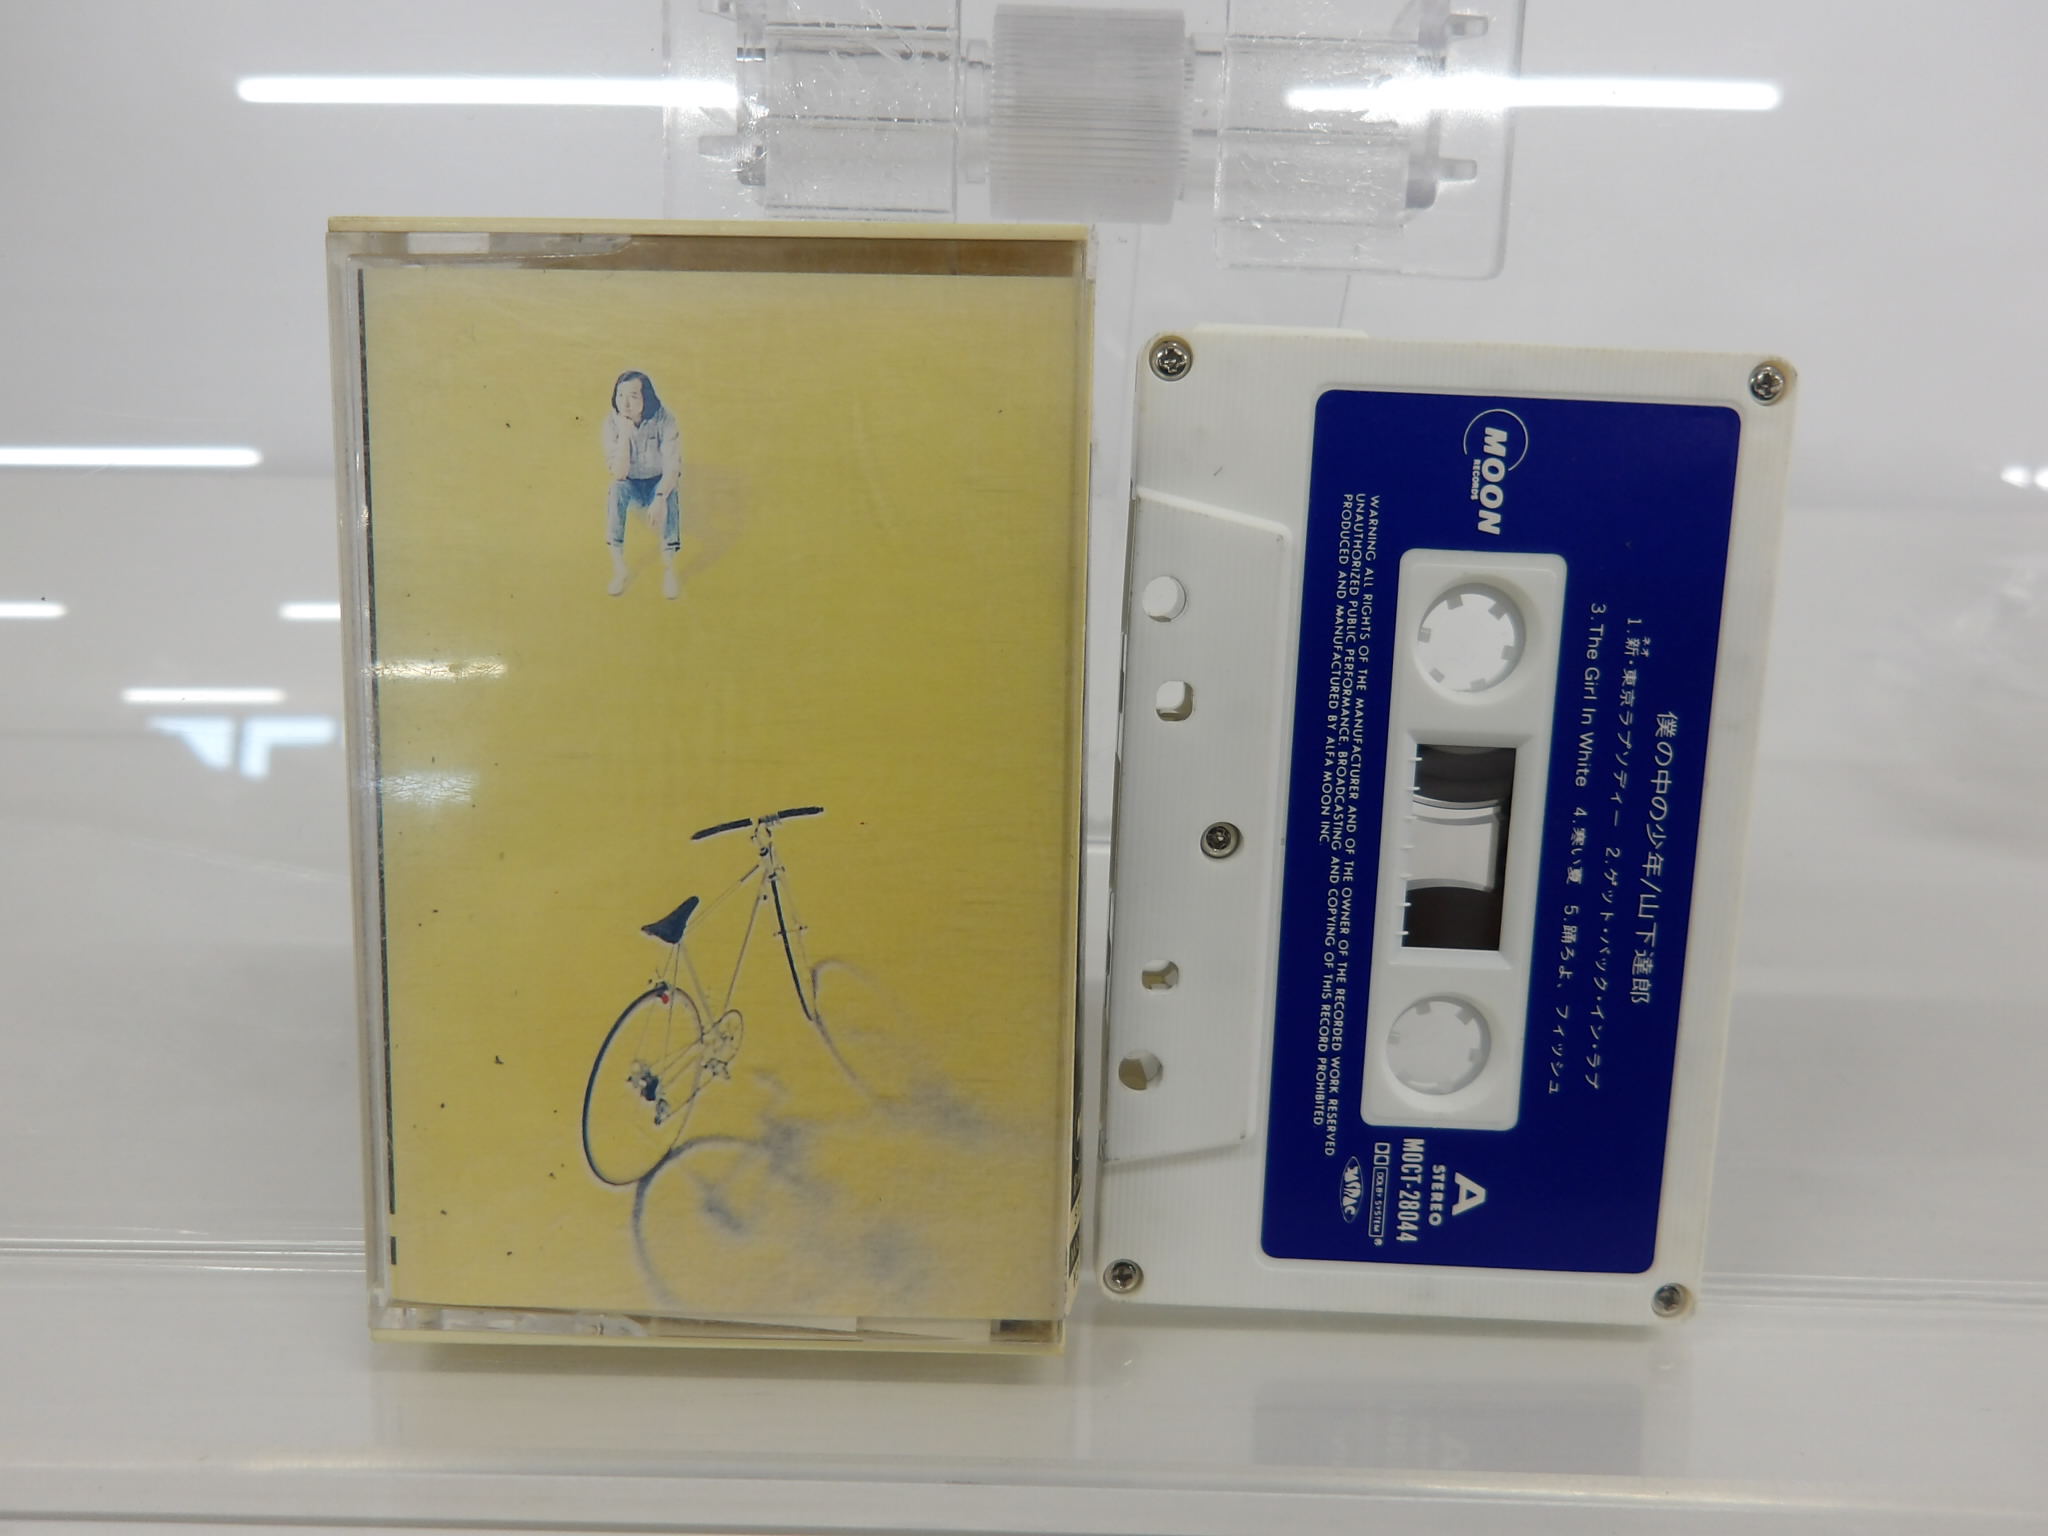 MOON
RECORDS
僕の中の少年/山下達郎
ネオ
1.新・東京ラプソディー 2.ゲット・バック・イン・ラブ
3.The Girl In White 4.寒い夏 5.踊ろよ、フィッシュ
WARNING ALL RIGHTS OF THE MANUFACTURER AND OF THE OWNER OF THE RECORDED WORK RESERVED
UNAUTHORIZED PUBLIC PERFORMANCE, BROADCASTING AND COPYING OF THIS RECORD PROHIBITED.
PRODUCED AND MANUFACTURED BY ALFA MOON INC.
A
STEREO
MOCT-28044
DOLBY SYSTEM®
JASRAC